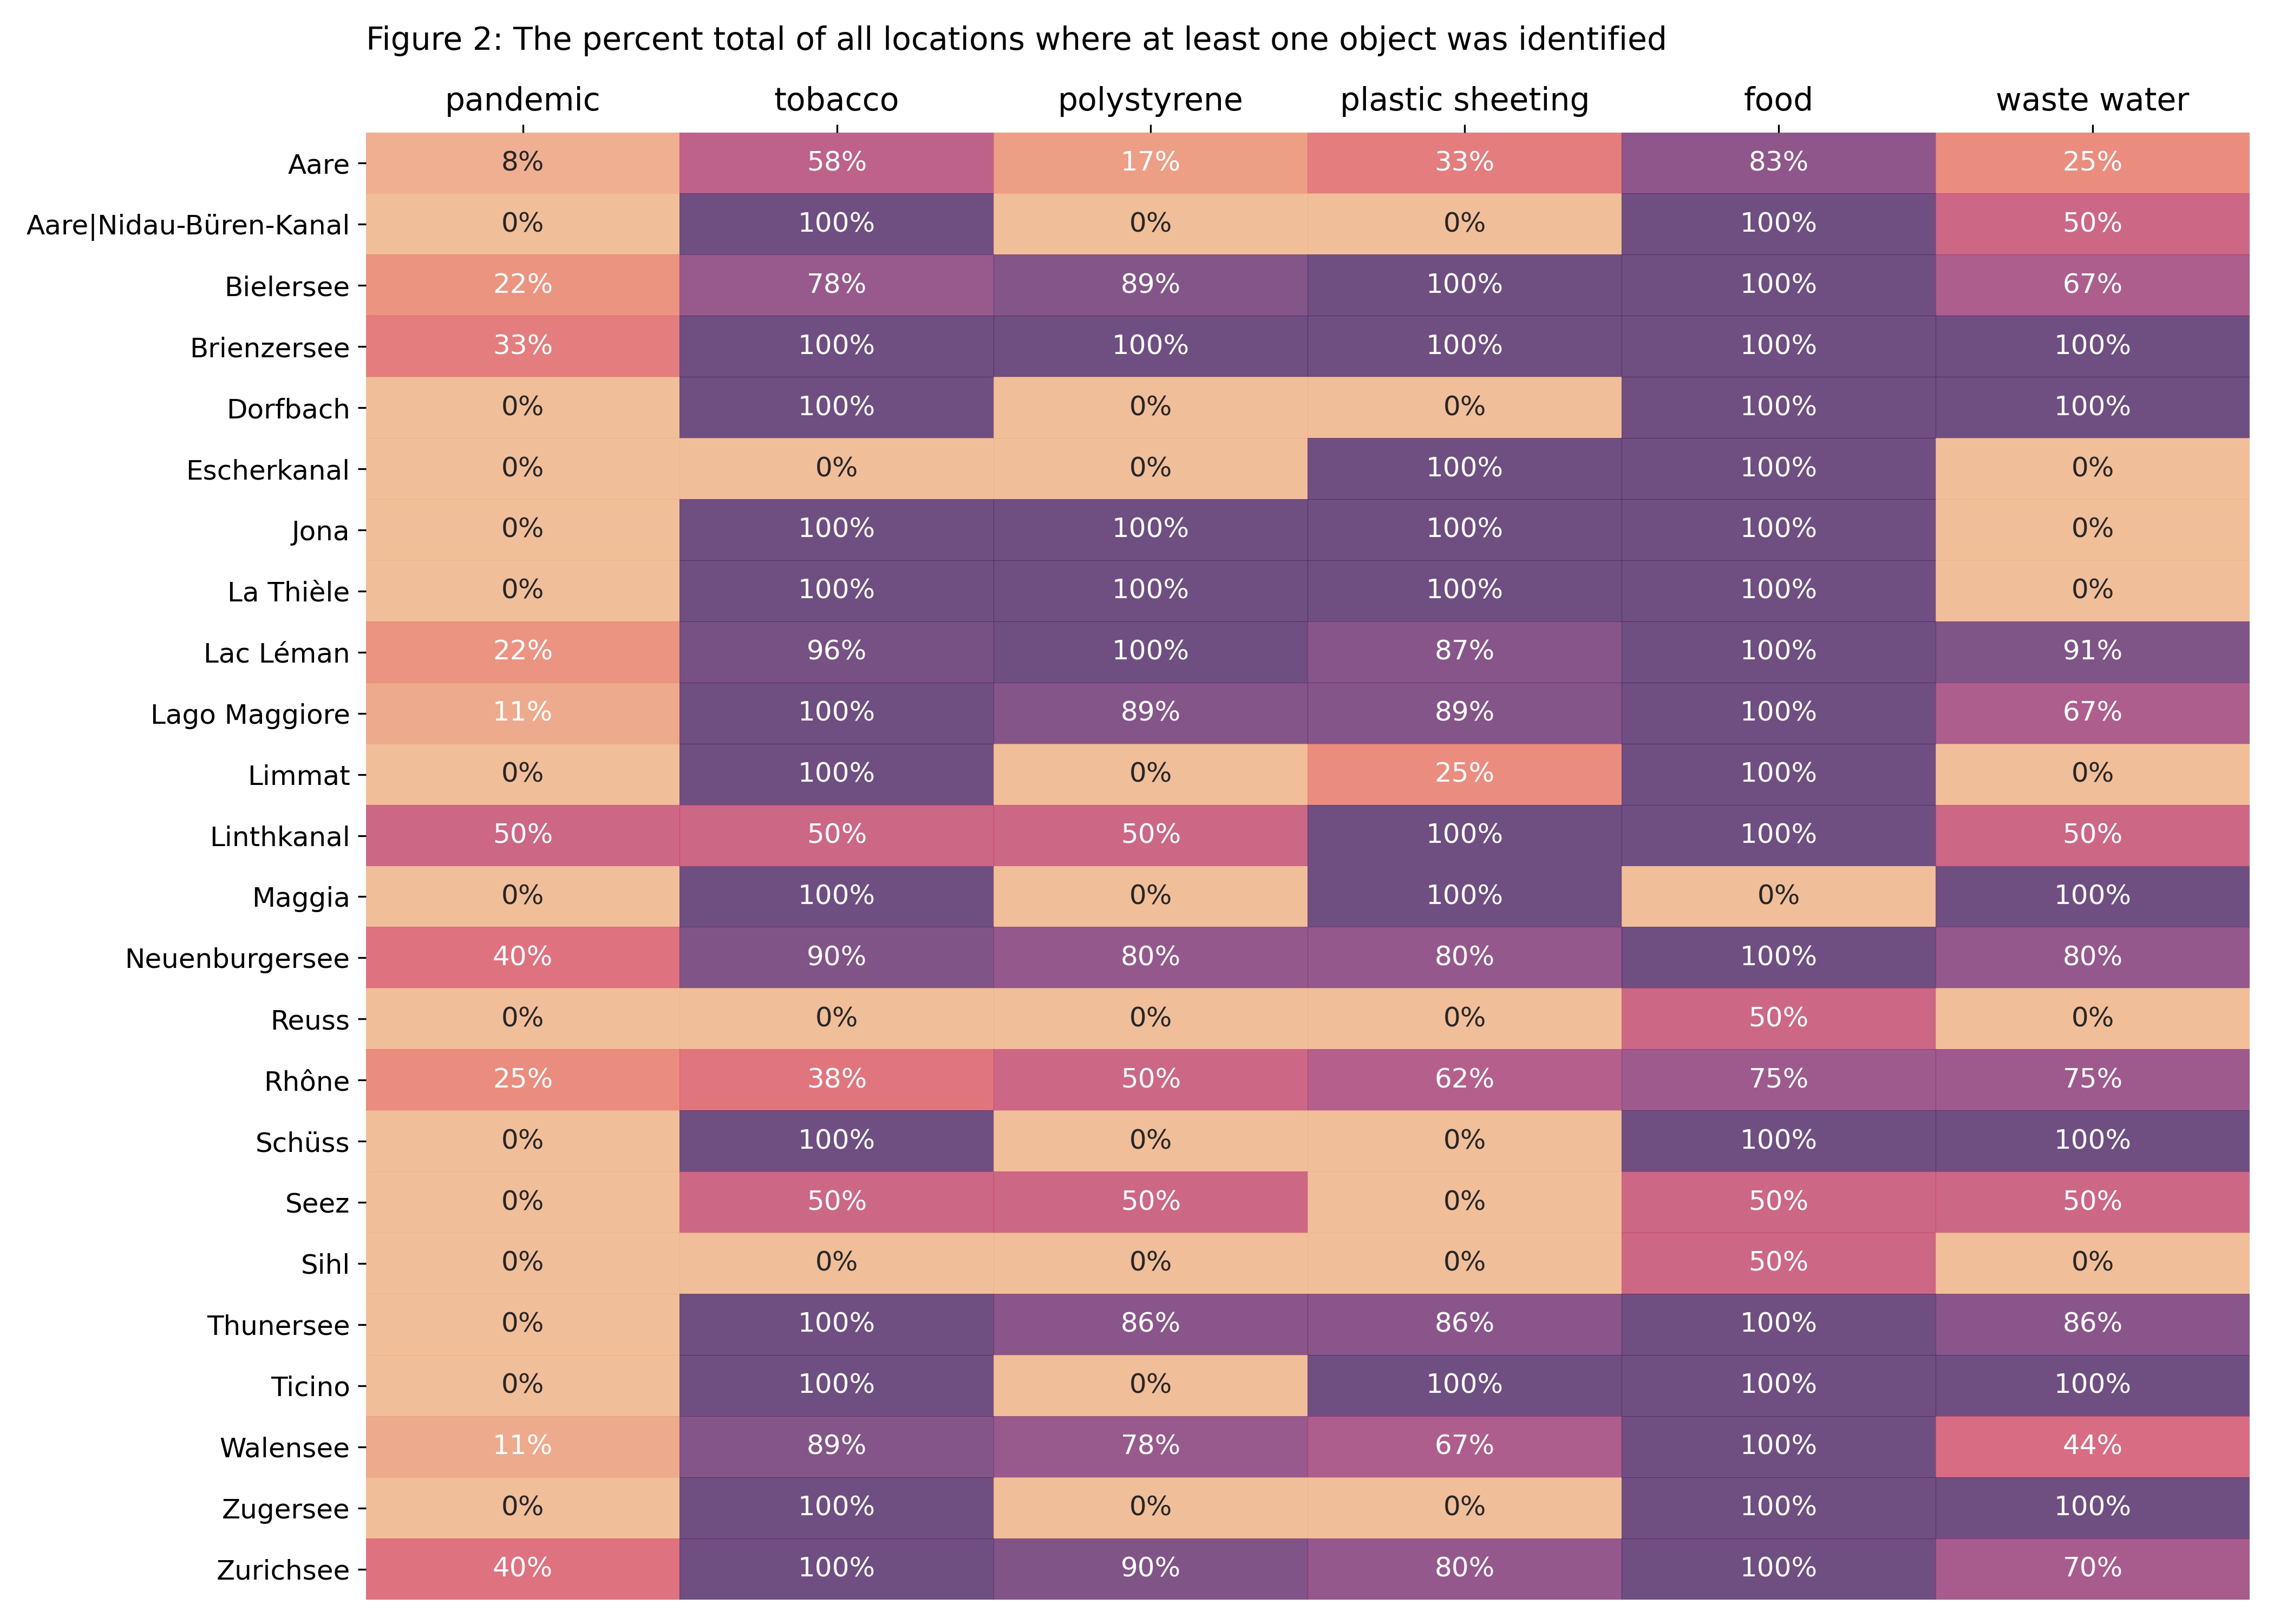 Figure 2: The percent total of all locations where at least one object was identified
pandemic tobacco polystyrene plastic sheeting food waste water
Aare 8% 58% 17% 33% 83% 25%
Aare|Nidau-Büren-Kanal 0% 100% 0% 0% 100% 50%
Bielersee 22% 78% 89% 100% 100% 67%
Brienzersee 33% 100% 100% 100% 100% 100%
Dorfbach 0% 100% 0% 0% 100% 100%
Escherkanal 0% 0% 0% 100% 100% 0%
Jona 0% 100% 100% 100% 100% 0%
La Thièle 0% 100% 100% 100% 100% 0%
Lac Léman 22% 96% 100% 87% 100% 91%
Lago Maggiore 11% 100% 89% 89% 100% 67%
Limmat 0% 100% 0% 25% 100% 0%
Linthkanal 50% 50% 50% 100% 100% 50%
Maggia 0% 100% 0% 100% 0% 100%
Neuenburgersee 40% 90% 80% 80% 100% 80%
Reuss 0% 0% 0% 0% 50% 0%
Rhône 25% 38% 50% 62% 75% 75%
Schüss 0% 100% 0% 0% 100% 100%
Seez 0% 50% 50% 0% 50% 50%
Sihl 0% 0% 0% 0% 50% 0%
Thunersee 0% 100% 86% 86% 100% 86%
Ticino 0% 100% 0% 100% 100% 100%
Walensee 11% 89% 78% 67% 100% 44%
Zugersee 0% 100% 0% 0% 100% 100%
Zurichsee 40% 100% 90% 80% 100% 70%